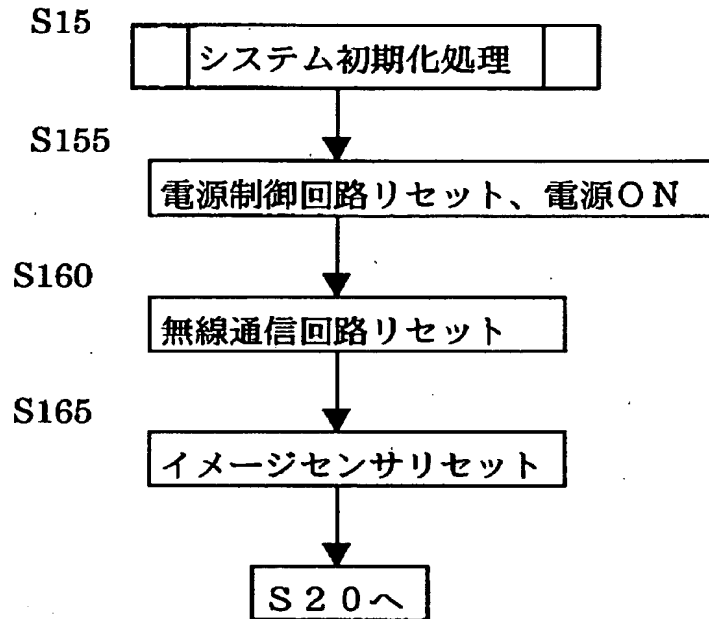 S15
システム初期化処理
S155
電源制御回路リセット、電源ON
S160
無線通信回路リセット
S165
イメージセンサリセット
S20へ